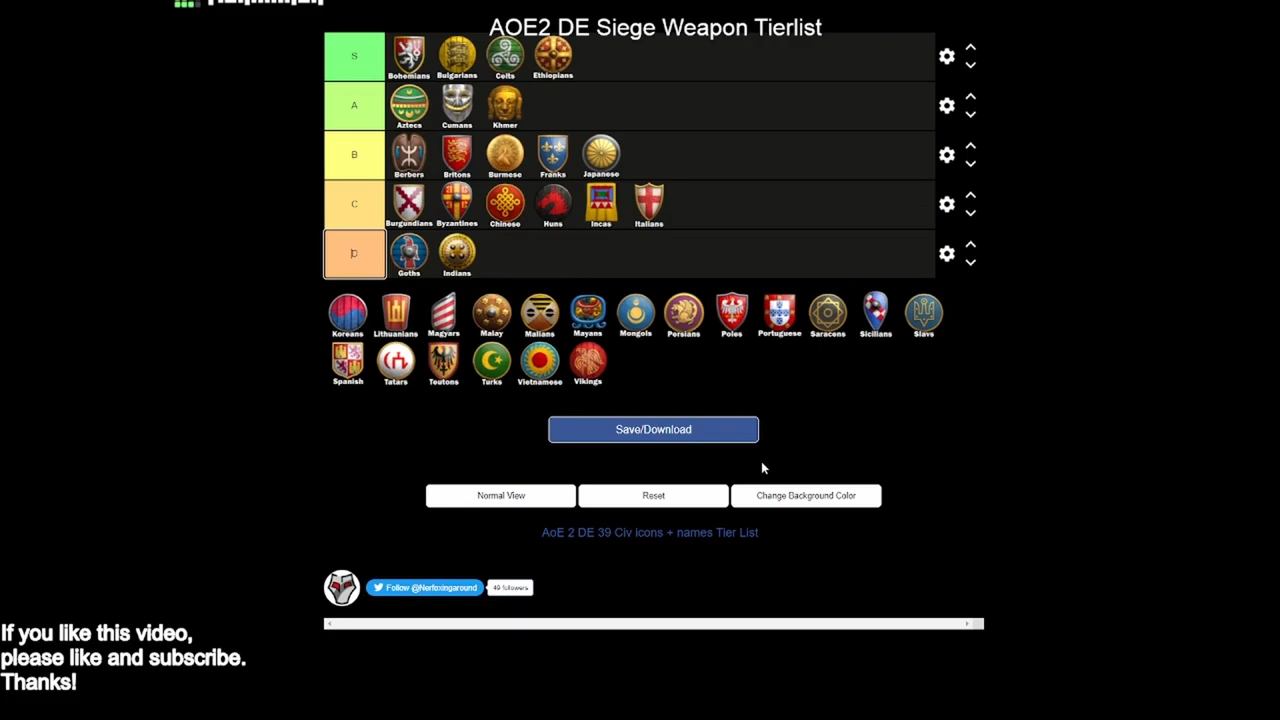 AOE2 DE Siege Weapon Tierlist
S
Bohemians Bulgarians Celts Ethiopians
A
Aztecs Cumans Khmer
B
Berbers Britons Burmese Franks Japanese
C
Burgundians Byzantines Chinese Huns Incas Italians
D
Goths Indians
Koreans Lithuanians Magyars Malay Malians Mayans Mongols Persians Poles Portuguese Saracens Sicilians Slavs
Spanish Tatars Teutons Turks Vietnamese Vikings
Save/Download
Normal View Reset Change Background Color
AoE 2 DE 39 Civ icons + names Tier List
Follow @Nerfoxingaround 49 followers
If you like this video,
please like and subscribe.
Thanks!